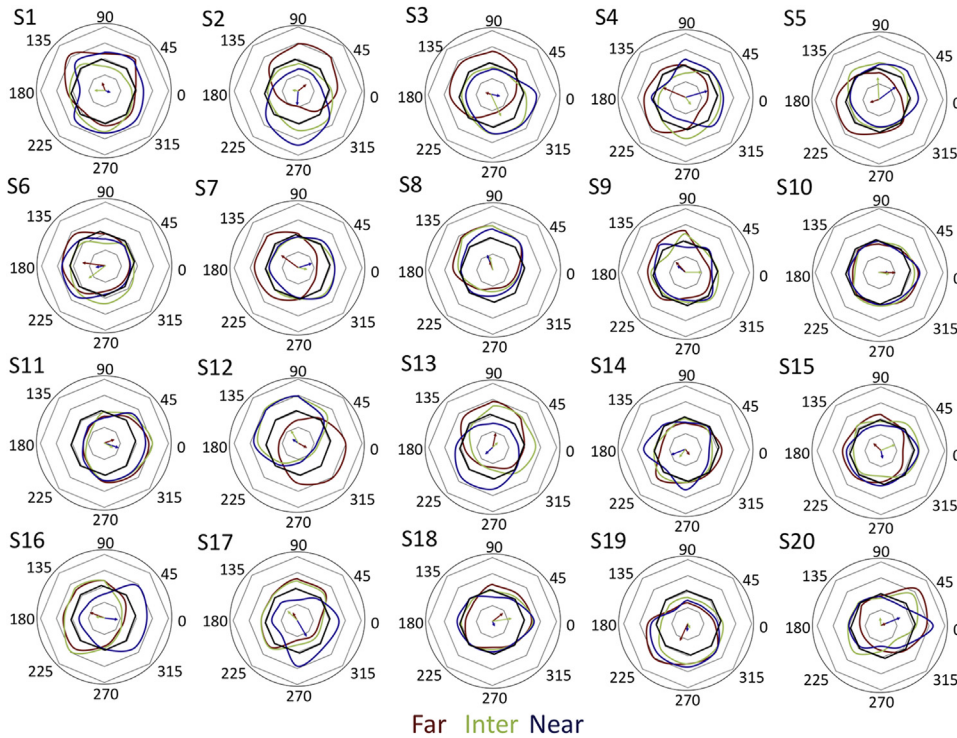 S1 90 S2 90 S3 90 S4 90 S5 90
135 45 135 45 135 45 135 45 135 45
180 0 180 0 180 0 180 0 180 0
225 315 225 315 225 315 225 315 225 315
270 270 270 270 270
S6 90 S7 90 S8 90 S9 90 S10 90
135 45 135 45 135 45 135 45 135 45
180 0 180 0 180 0 180 0 180 0
225 315 225 315 225 315 225 315 225 315
270 270 270 270 270
S11 90 S12 90 S13 90 S14 90 S15 90
135 45 135 45 135 45 135 45 135 45
180 0 180 0 180 0 180 0 180 0
225 315 225 315 225 315 225 315 225 315
270 270 270 270 270
S16 90 S17 90 S18 90 S19 90 S20 90
135 45 135 45 135 45 135 45 135 45
180 0 180 0 180 0 180 0 180 0
225 315 225 315 225 315 225 315 225 315
270 270 270 270 270
Far Inter Near